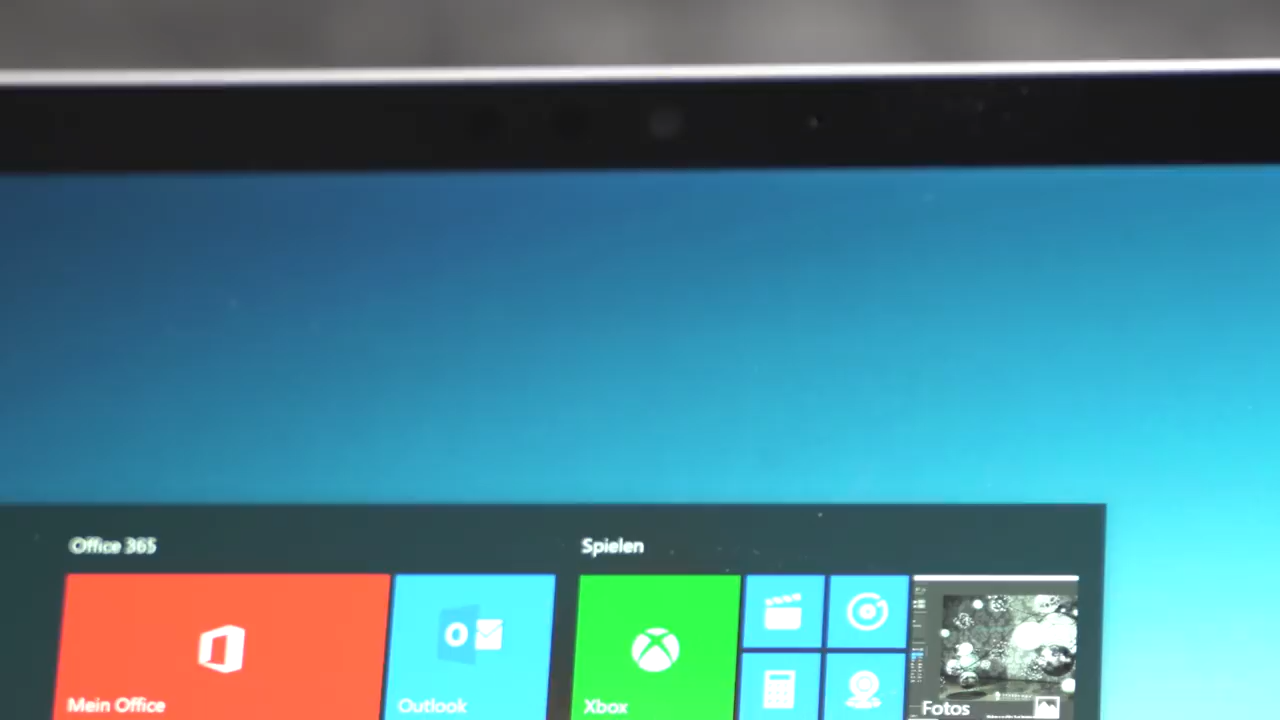 Office 365
Spielen
Mein Office
Outlook
Xbox
Fotos